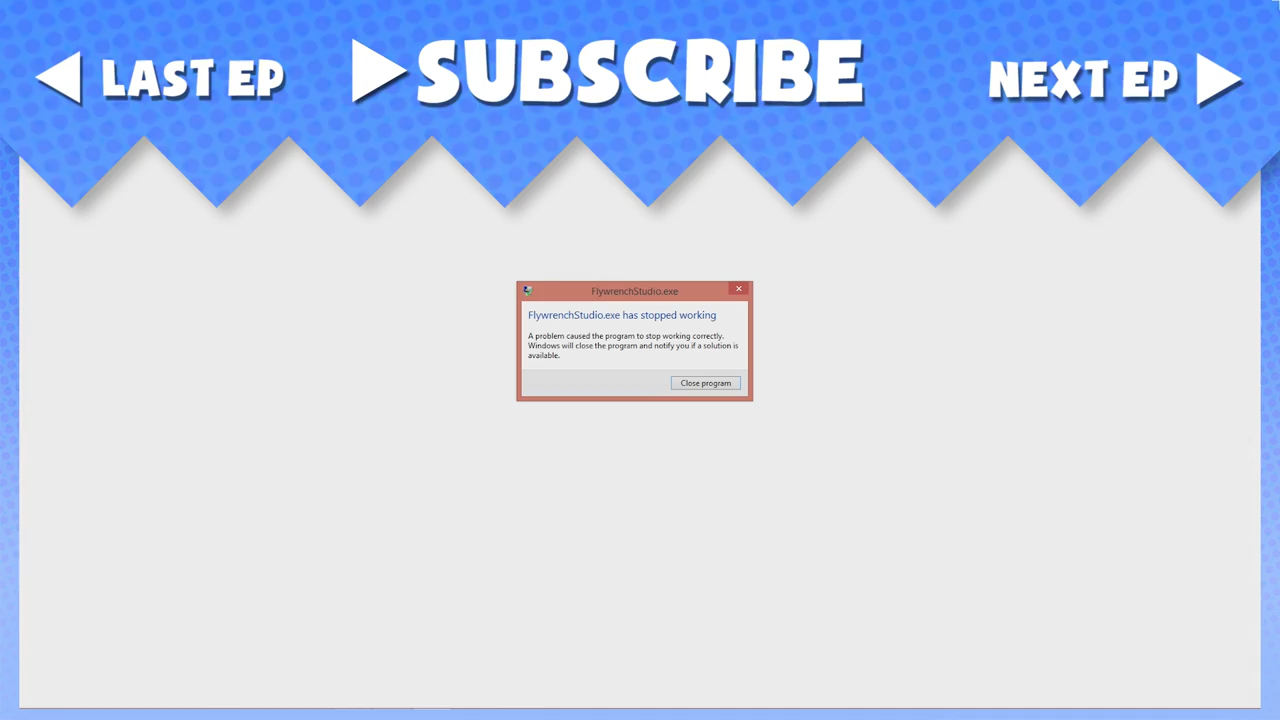 LAST EP
SUBSCRIBE
NEXT EP
FlywrenchStudio.exe
FlywrenchStudio.exe has stopped working
A problem caused the program to stop working correctly.
Windows will close the program and notify you if a solution is
available.
Close program